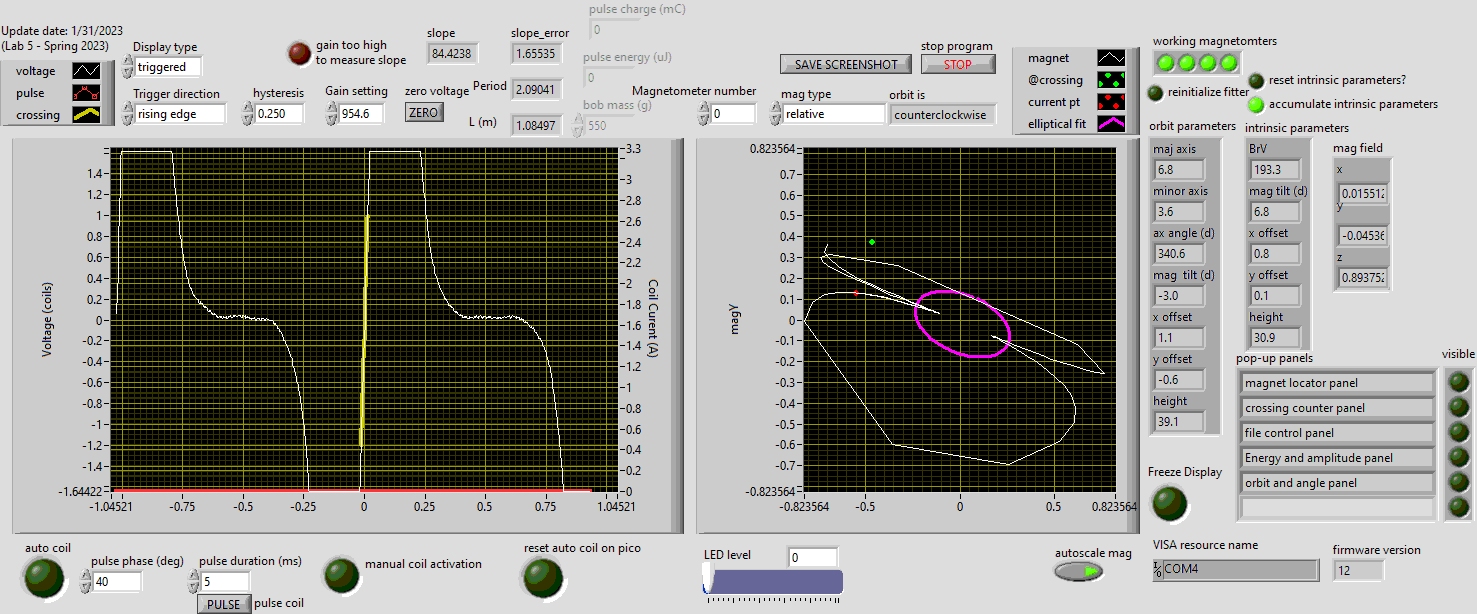 Update date: 1/31/2023
(Lab 5 - Spring 2023)
voltage
pulse
crossing
Display type
triggered
Trigger direction
rising edge
hysteresis
0.250
gain too high
to measure slope
Gain setting
954.6
slope
84.4238
zero voltage
ZERO
slope_error
1.65535
Period
2.09041
L (m)
1.08497
pulse charge (mC)
0
pulse energy (uJ)
0
bob mass (g)
550
Magnetometer number
0
SAVE SCREENSHOT
stop program
STOP
mag type
relative
orbit is
counterclockwise
magnet
@crossing
current pt
elliptical fit
working magnetomters
reinitialize fitter
reset intrinsic parameters?
accumulate intrinsic parameters
orbit parameters
maj axis
6.8
minor axis
3.6
ax angle (d)
340.6
mag tilt (d)
-3.0
x offset
1.1
y offset
-0.6
height
39.1
intrinsic parameters
BrV
193.3
mag tilt (d)
6.8
x offset
0.8
y offset
0.1
height
30.9
mag field
x
0.015512
y
-0.04536
z
0.893752
pop-up panels
visible
magnet locator panel
crossing counter panel
file control panel
Energy and amplitude panel
orbit and angle panel
Freeze Display
Voltage (coils)
1.4
1.2
1
0.8
0.6
0.4
0.2
0
-0.2
-0.4
-0.6
-0.8
-1
-1.2
-1.4
-1.64422
-1.04521
-0.75
-0.5
-0.25
0
0.25
0.5
0.75
1.04521
3.3
3
2.8
2.6
2.4
2.2
2
1.8
1.6
1.4
1.2
1
0.8
0.6
0.4
0.2
0
Coil Curent (A)
magy
0.823564
0.7
0.6
0.5
0.4
0.3
0.2
0.1
0
-0.1
-0.2
-0.3
-0.4
-0.5
-0.6
-0.7
-0.823564
-0.823564
-0.5
0
0.5
0.823564
auto coil
pulse phase (deg)
40
pulse duration (ms)
5
PULSE
pulse coil
manual coil activation
reset auto coil on pico
LED level
0
autoscale mag
VISA resource name
COM4
firmware version
12